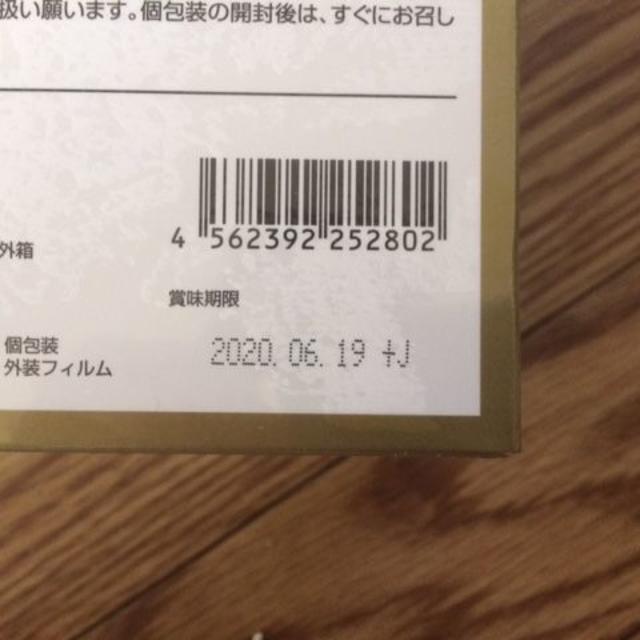 扱い願います。個包装の開封後は、すぐにお召し
4 562392 252802
外箱
賞味期限
個包装
外装フィルム
2020.06.19 +J